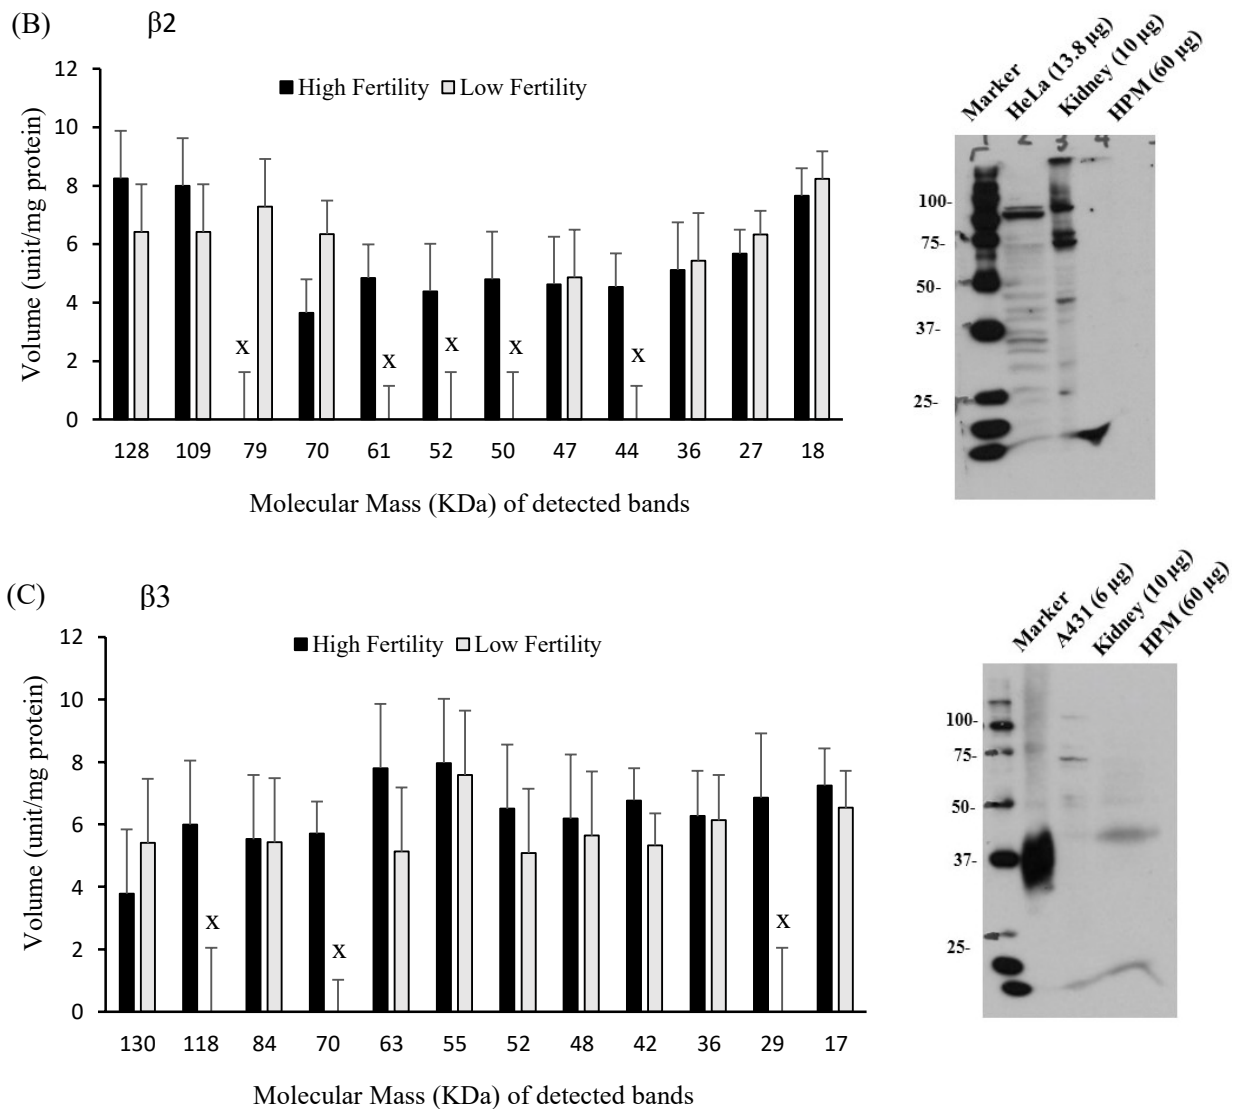 (B) β2
12
10
8
6
4
2
0
Volume (unit/mg protein)
High Fertility Low Fertility
x x x x x
128 109 79 70 61 52 50 47 44 36 27 18
Molecular Mass (KDa) of detected bands
Marker
HeLa (13.8 µg)
Kidney (10 µg)
HPM (60 µg)
2 3 4
100-
75-
50-
37-
25-
(C) β3
12
10
8
6
4
2
0
Volume (unit/mg protein)
High Fertility Low Fertility
x x x
130 118 84 70 63 55 52 48 42 36 29 17
Molecular Mass (KDa) of detected bands
Marker
A431 (6 µg)
Kidney (10 µg)
HPM (60 µg)
100-
75-
50-
37-
25-